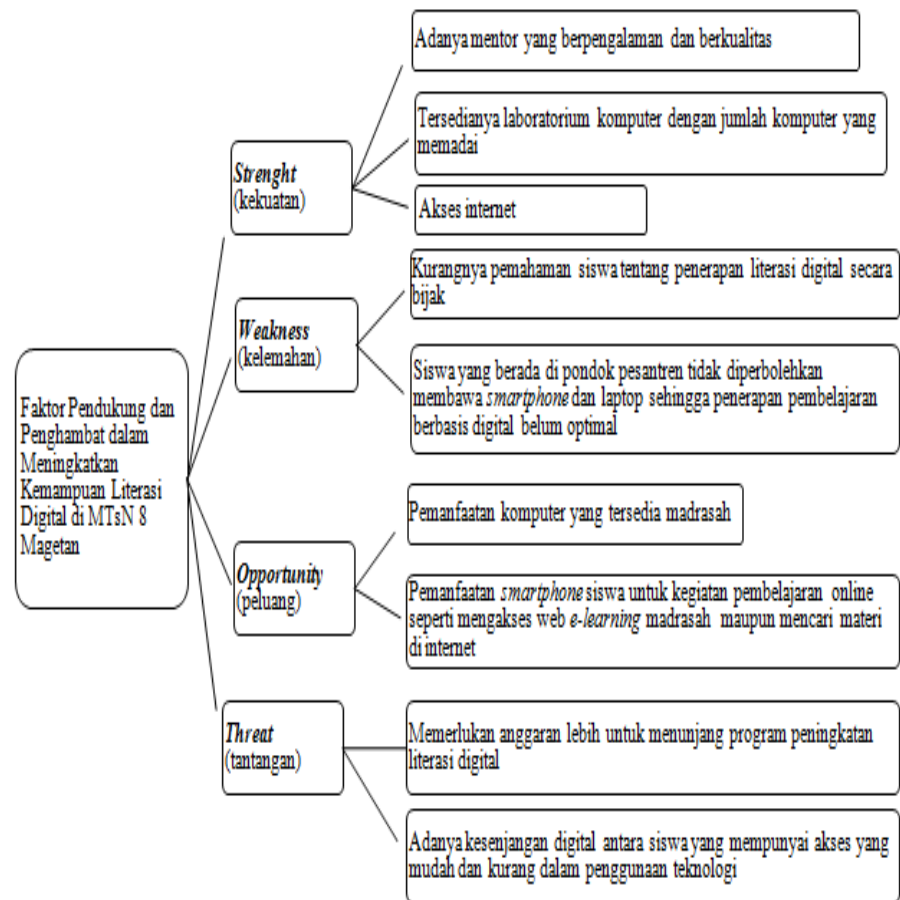 Faktor Pendukung dan
Penghambat dalam
Meningkatkan
Kemampuan Literasi
Digital di MTsN 8
Magetan
Strenght
(kekuatan)
Adanya mentor yang berpengalaman dan berkualitas
Tersedianya laboratorium komputer dengan jumlah komputer yang
memadai
Akses internet
Weakness
(kelemahan)
Kurangnya pemahaman siswa tentang penerapan literasi digital secara
bijak
Siswa yang berada di pondok pesantren tidak diperbolehkan
membawa smartphone dan laptop sehingga penerapan pembelajaran
berbasis digital belum optimal
Opportunity
(peluang)
Pemanfaatan komputer yang tersedia madrasah
Pemanfaatan smartphone siswa untuk kegiatan pembelajaran online
seperti mengakses web e-learning madrasah maupun mencari materi
di internet
Threat
(tantangan)
Memerlukan anggaran lebih untuk menunjang program peningkatan
literasi digital
Adanya kesenjangan digital antara siswa yang mempunyai akses yang
mudah dan kurang dalam penggunaan teknologi